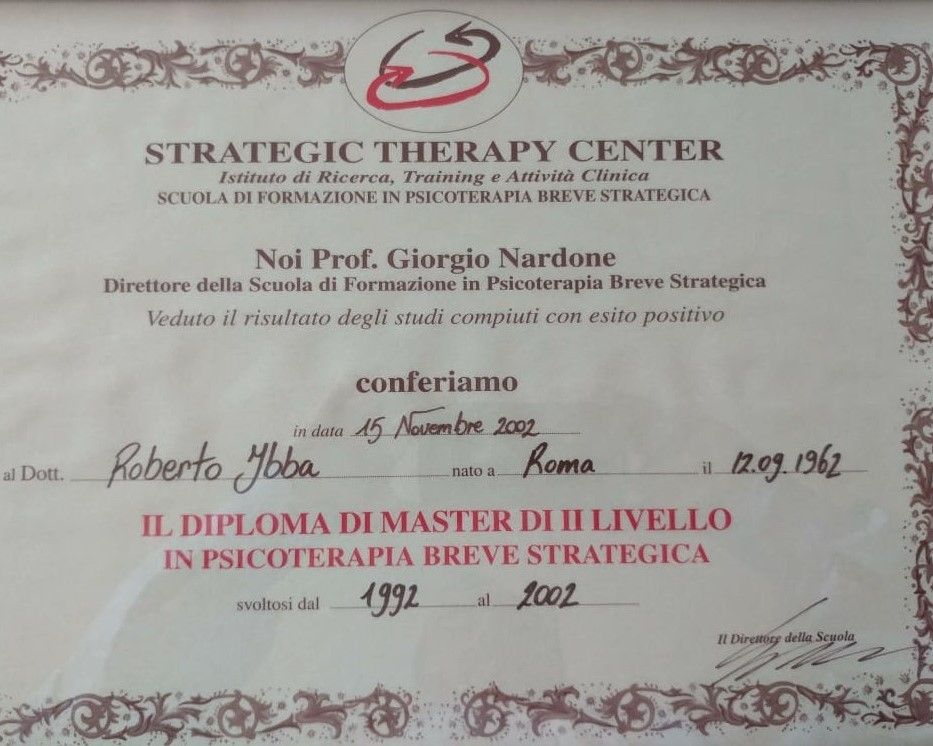 STRATEGIC THERAPY CENTER
Istituto di Ricerca, Training e Attività Clinica
SCUOLA DI FORMAZIONE IN PSICOTERAPIA BREVE STRATEGICA
Noi Prof. Giorgio Nardone
Direttore della Scuola di Formazione in Psicoterapia Breve Strategica
Veduto il risultato degli studi compiuti con esito positivo
conferiamo
in data 15 Novembre 2002
al Dott. Roberto Ibba nato a Roma il 12.09.1962
IL DIPLOMA DI MASTER DI II LIVELLO
IN PSICOTERAPIA BREVE STRATEGICA
svoltosi dal 1992 al 2002
Il Direttore della Scuola